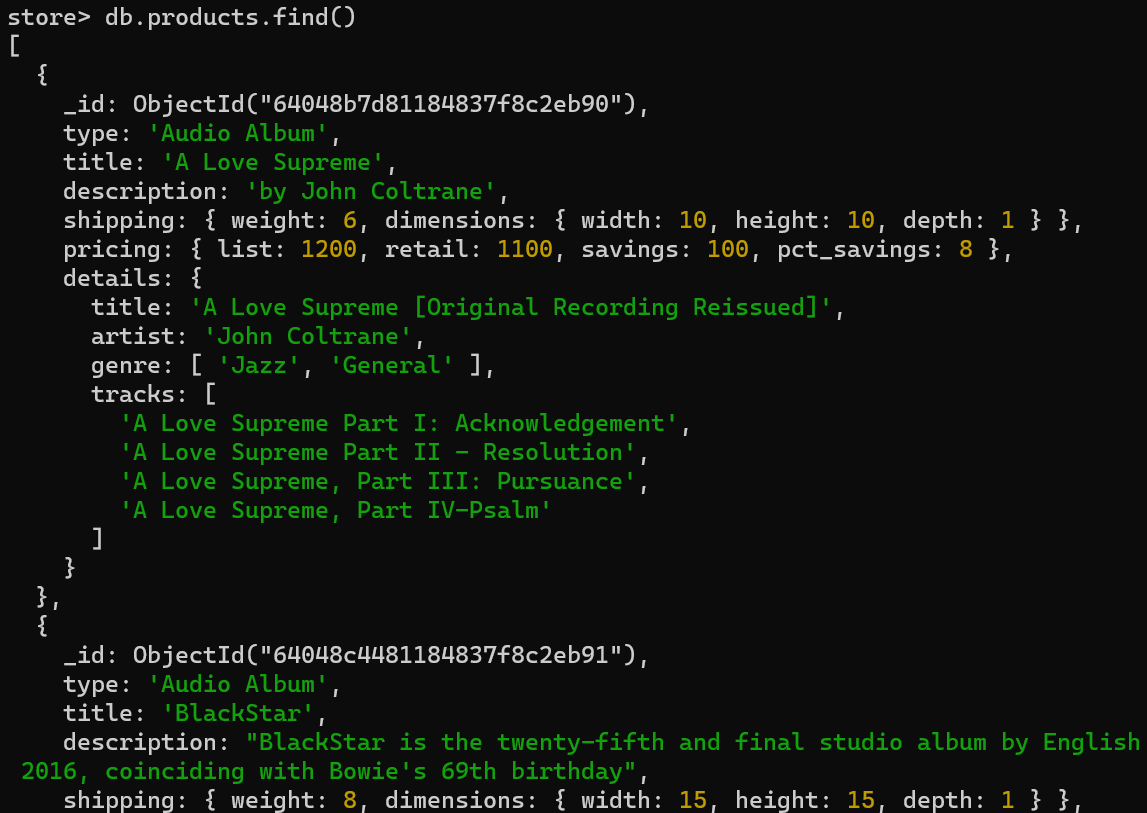 store> db.products.find()
[
  {
    _id: ObjectId("64048b7d81184837f8c2eb90"),
    type: 'Audio Album',
    title: 'A Love Supreme',
    description: 'by John Coltrane',
    shipping: { weight: 6, dimensions: { width: 10, height: 10, depth: 1 } },
    pricing: { list: 1200, retail: 1100, savings: 100, pct_savings: 8 },
    details: {
      title: 'A Love Supreme [Original Recording Reissued]',
      artist: 'John Coltrane',
      genre: [ 'Jazz', 'General' ],
      tracks: [
        'A Love Supreme Part I: Acknowledgement',
        'A Love Supreme Part II - Resolution',
        'A Love Supreme, Part III: Pursuance',
        'A Love Supreme, Part IV-Psalm'
      ]
    }
  },
  {
    _id: ObjectId("64048c4481184837f8c2eb91"),
    type: 'Audio Album',
    title: 'BlackStar',
    description: "BlackStar is the twenty-fifth and final studio album by English
 2016, coinciding with Bowie's 69th birthday",
    shipping: { weight: 8, dimensions: { width: 15, height: 15, depth: 1 } },